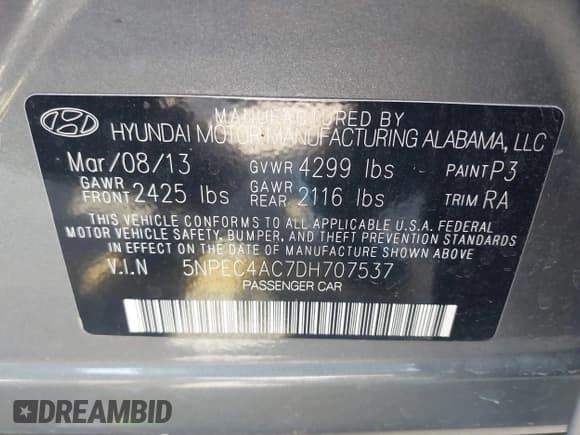 MANUFACTURED BY
HYUNDAI MOTOR MANUFACTURING ALABAMA, LLC
Mar/08/13 GVWR 4299 lbs PAINT P3
GAWR FRONT 2425 lbs GAWR REAR 2116 lbs TRIM RA
THIS VEHICLE CONFORMS TO ALL APPLICABLE U.S.A. FEDERAL
MOTOR VEHICLE SAFETY, BUMPER, AND THEFT PREVENTION STANDARDS
IN EFFECT ON THE DATE OF MANUFACTURE SHOWN ABOVE
V.I.N 5NPEC4AC7DH707537
PASSENGER CAR
DREAMBID